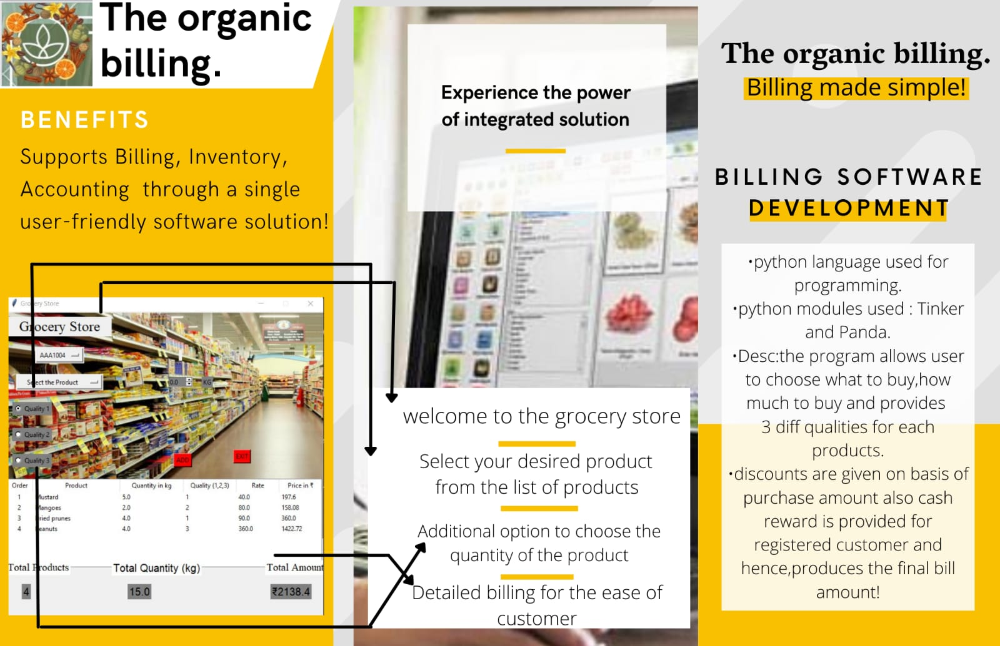 The organic
billing.
BENEFITS
Supports Billing, Inventory,
Accounting through a single
user-friendly software solution!
Grocery Store
Grocery Store
AAA1004
Select the Product
0.0 KG
Quality 1
Quality 2
Quality 3
ADD EXIT
Order Product Quantity in kg Quality (1,2,3) Rate Price in ₹
1 Mustard 5.0 1 40.0 197.6
2 Mangoes 2.0 2 80.0 158.08
3 Dried prunes 4.0 1 90.0 360.0
4 Peanuts 4.0 3 360.0 1422.72
Total Products Total Quantity (kg) Total Amount
4 15.0 ₹2138.4
Experience the power
of integrated solution
welcome to the grocery store
Select your desired product
from the list of products
Additional option to choose the
quantity of the product
Detailed billing for the ease of
customer
The organic billing.
Billing made simple!
BILLING SOFTWARE
DEVELOPMENT
•python language used for
programming.
•python modules used : Tinker
and Panda.
•Desc:the program allows user
to choose what to buy,how
much to buy and provides
3 diff qualities for each
products.
•discounts are given on basis of
purchase amount also cash
reward is provided for
registered customer and
hence,produces the final bill
amount!